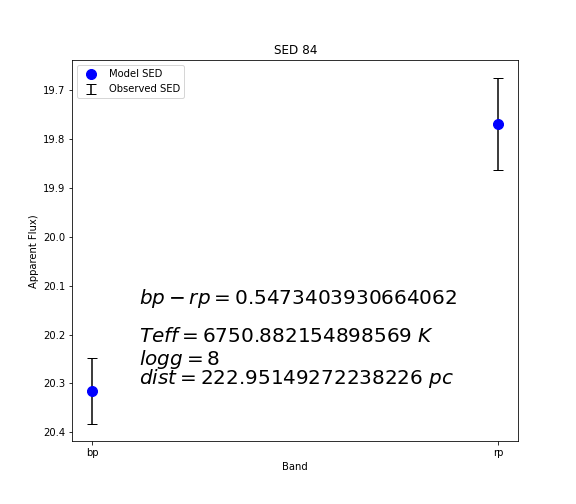 SED 84
Model SED
Observed SED
19.7
19.8
19.9
20.0
20.1
20.2
20.3
20.4
Apparent Flux)
bp − rp = 0.5473403930664062
Teff = 6750.882154898569 K
logg = 8
dist = 222.95149272238226 pc
bp
rp
Band